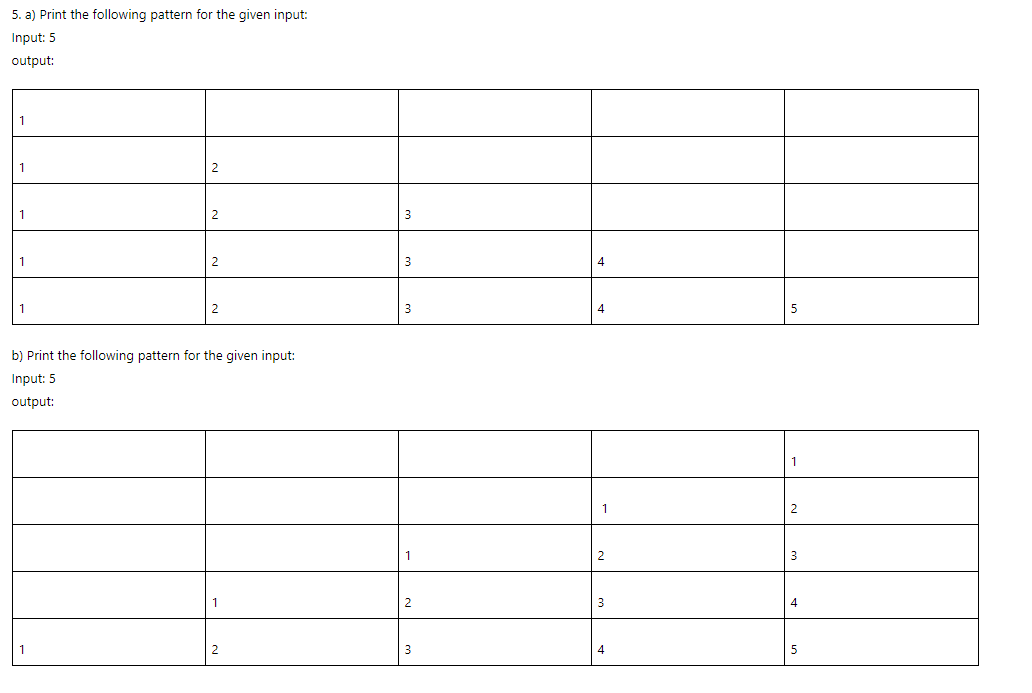 5. a) Print the following pattern for the given input:
Input: 5
output:
1
1 2
1 2 3
1 2 3 4
1 2 3 4 5
b) Print the following pattern for the given input:
Input: 5
output:
1
1 2
1 2 3
1 2 3 4
1 2 3 4 5